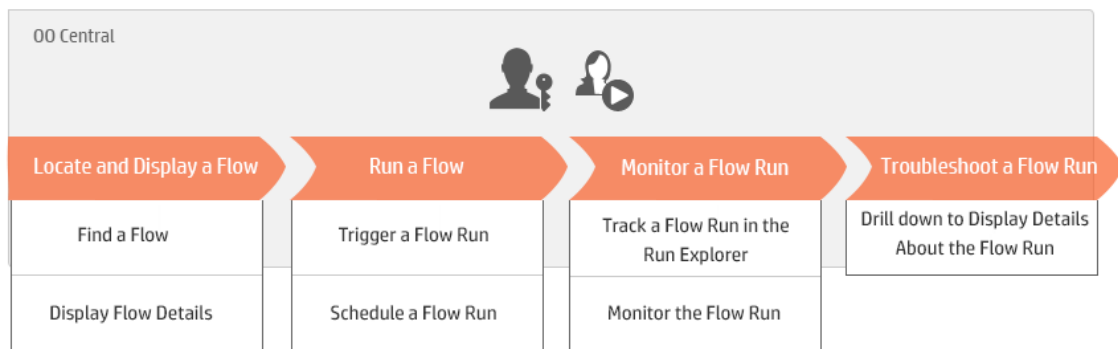 OO Central
Locate and Display a Flow
Run a Flow
Monitor a Flow Run
Troubleshoot a Flow Run
Find a Flow
Trigger a Flow Run
Track a Flow Run in the
Run Explorer
Drill down to Display Details
About the Flow Run
Display Flow Details
Schedule a Flow Run
Monitor the Flow Run